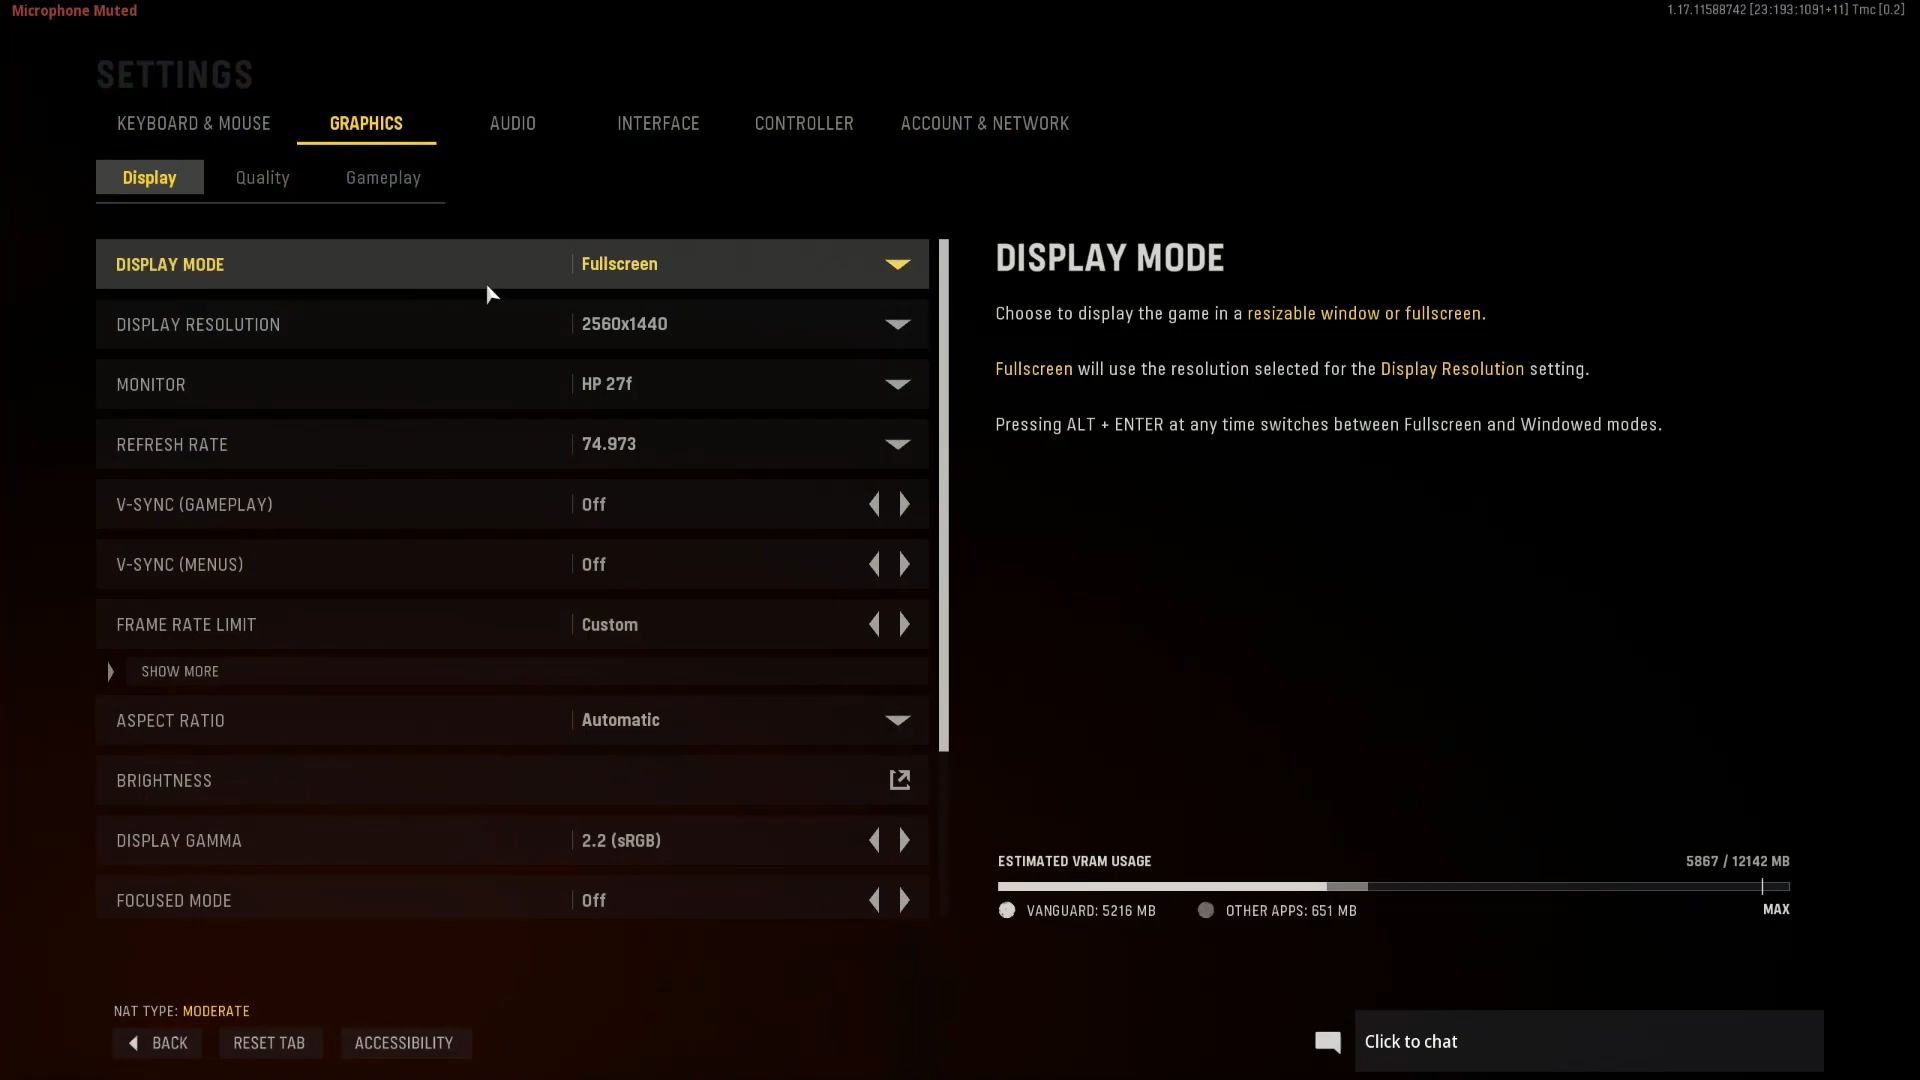 Microphone Muted
1.17.11588742 [23:193:1091+11] Tmc [0.2]
SETTINGS
KEYBOARD & MOUSE GRAPHICS AUDIO INTERFACE CONTROLLER ACCOUNT & NETWORK
Display Quality Gameplay
DISPLAY MODE Fullscreen
DISPLAY RESOLUTION 2560x1440
MONITOR HP 27f
REFRESH RATE 74.973
V-SYNC (GAMEPLAY) Off
V-SYNC (MENUS) Off
FRAME RATE LIMIT Custom
SHOW MORE
ASPECT RATIO Automatic
BRIGHTNESS
DISPLAY GAMMA 2.2 (sRGB)
FOCUSED MODE Off
DISPLAY MODE
Choose to display the game in a resizable window or fullscreen.
Fullscreen will use the resolution selected for the Display Resolution setting.
Pressing ALT + ENTER at any time switches between Fullscreen and Windowed modes.
ESTIMATED VRAM USAGE 5867 / 12142 MB
VANGUARD: 5216 MB OTHER APPS: 651 MB MAX
NAT TYPE: MODERATE
BACK RESET TAB ACCESSIBILITY
Click to chat